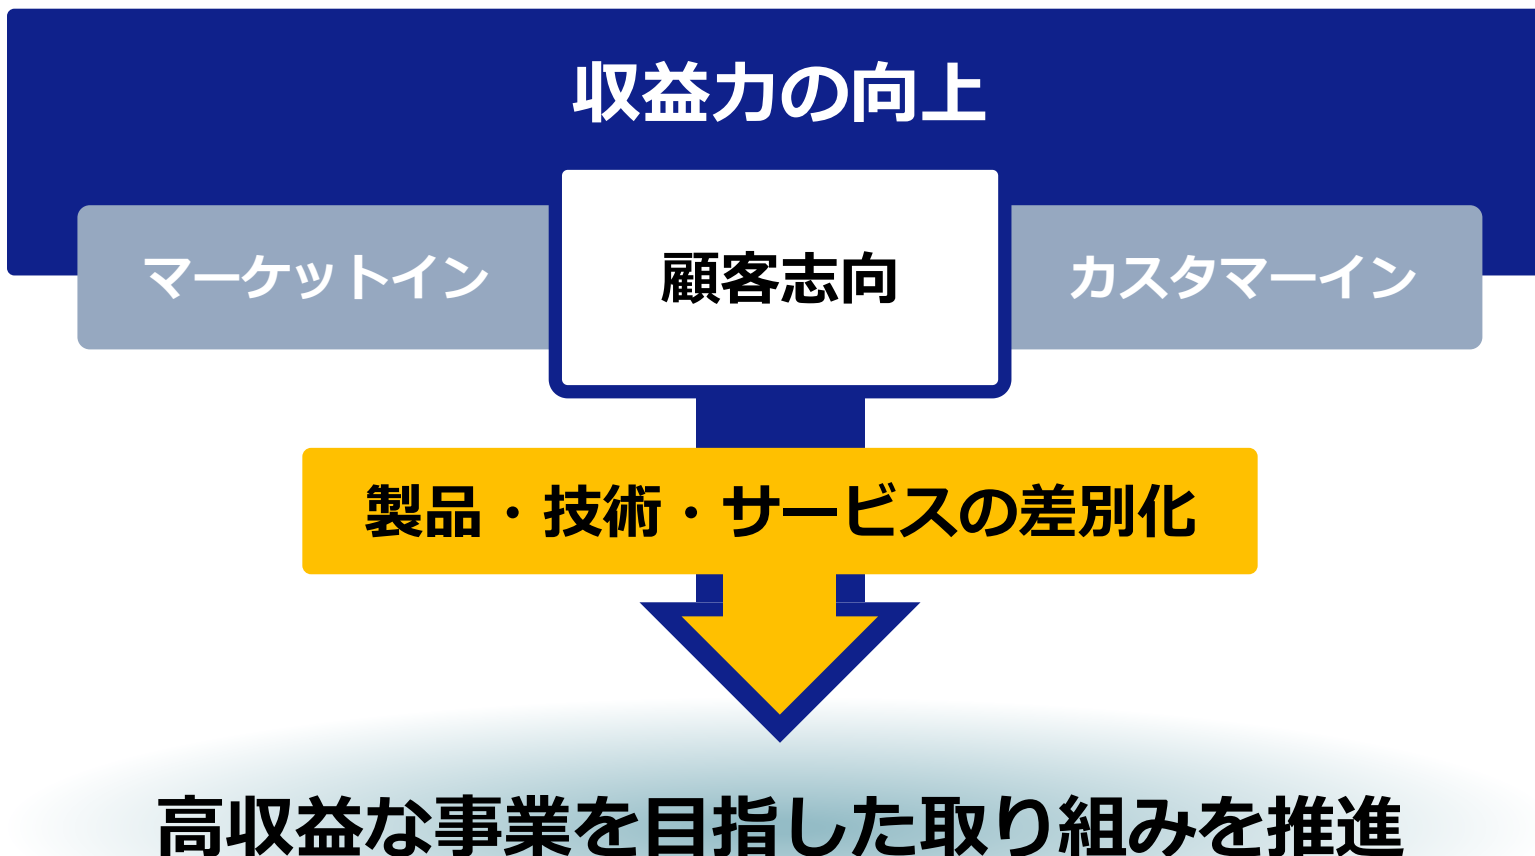 収益力の向上
マーケットイン
顧客志向
カスタマーイン
製品・技術・サービスの差別化
高収益な事業を目指した取り組みを推進